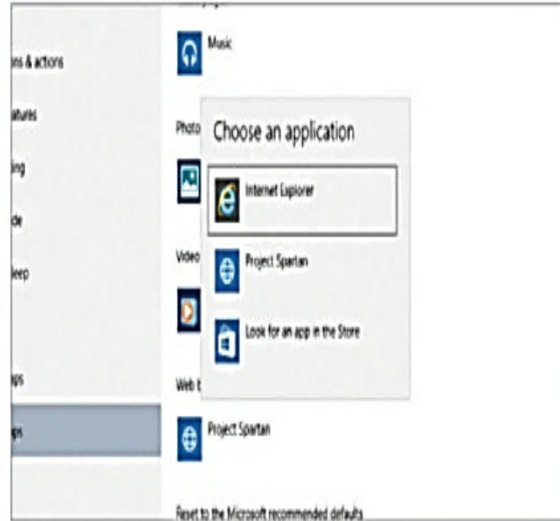 ns & actions
atures
ing
de
leep
ps
ps
Music
Photo
Choose an application
Internet Explorer
Project Spartan
Look for an app in the Store
Video
Web b
Project Spartan
Reset to the Microsoft recommended defaults